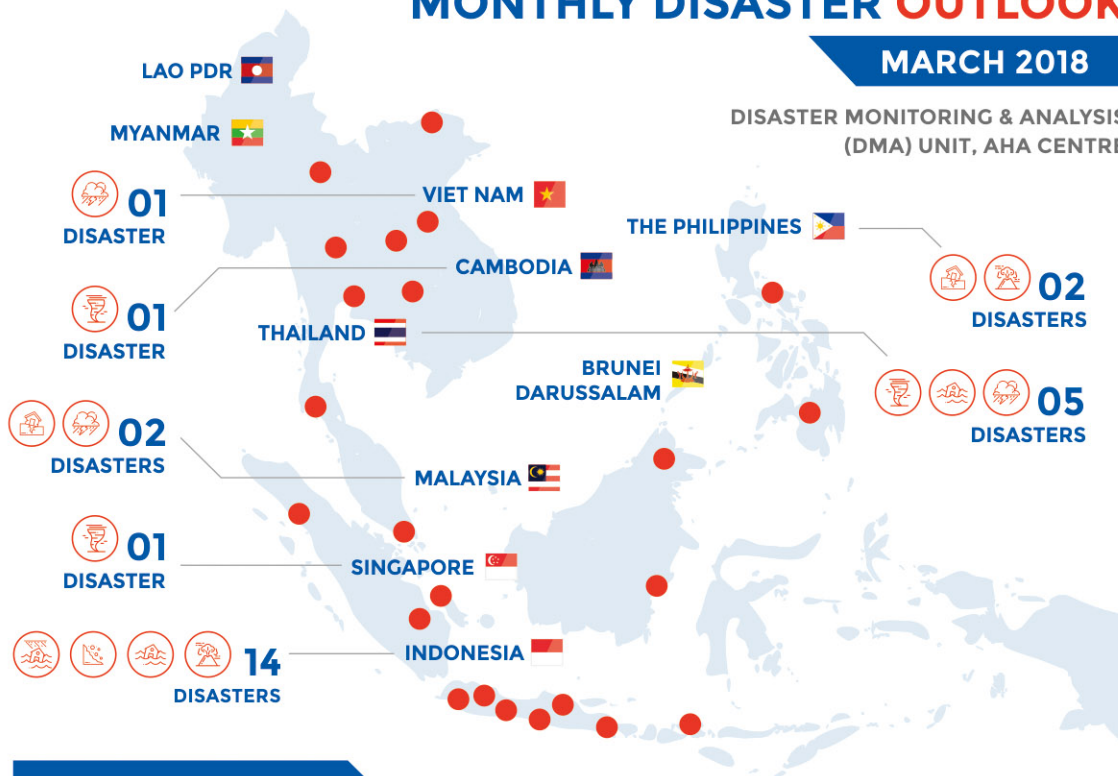 MONTHLY DISASTER OUTLOOK
MARCH 2018
DISASTER MONITORING & ANALYSIS
(DMA) UNIT, AHA CENTRE
LAO PDR
MYANMAR
01
DISASTER
VIET NAM
THE PHILIPPINES
02
DISASTERS
CAMBODIA
01
DISASTER
THAILAND
BRUNEI
DARUSSALAM
05
DISASTERS
02
DISASTERS
MALAYSIA
01
DISASTER
SINGAPORE
14
DISASTERS
INDONESIA